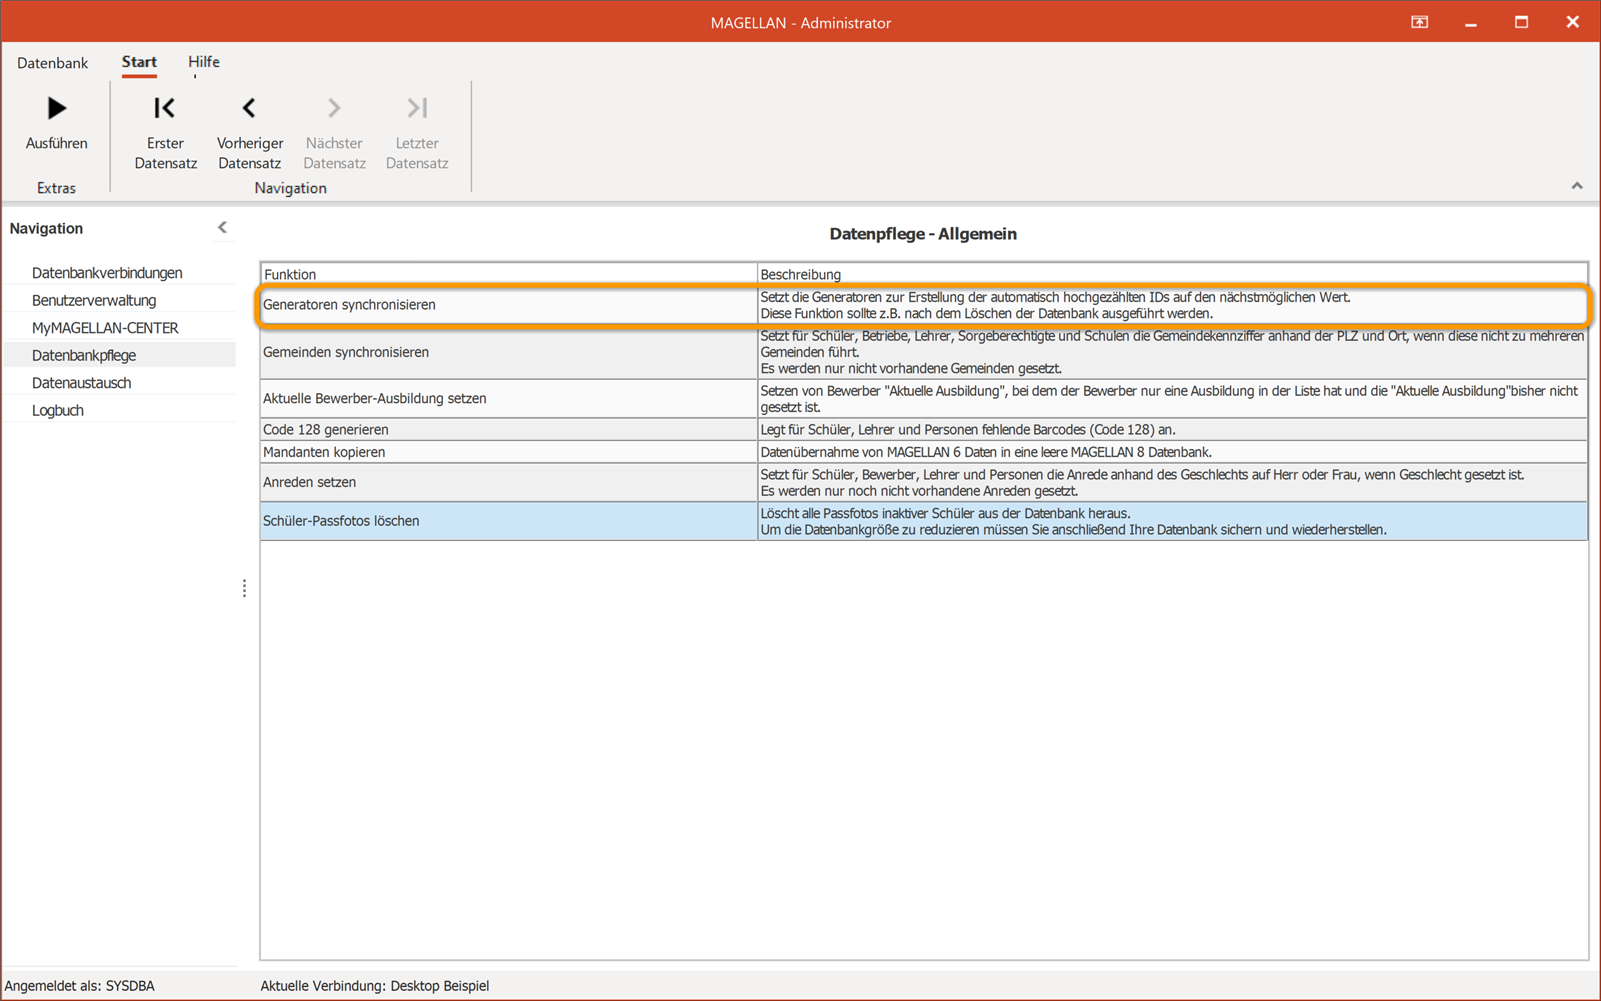 MAGELLAN - Administrator
Datenbank
Start
Hilfe
Ausführen
Erster
Datensatz
Vorheriger
Datensatz
Nächster
Datensatz
Letzter
Datensatz
Extras
Navigation
Navigation
Datenbankverbindungen
Benutzerverwaltung
MyMAGELLAN-CENTER
Datenbankpflege
Datenaustausch
Logbuch
Datenpflege - Allgemein
Funktion
Beschreibung
Generatoren synchronisieren
Setzt die Generatoren zur Erstellung der automatisch hochgezählten IDs auf den nächstmöglichen Wert.
Diese Funktion sollte z.B. nach dem Löschen der Datenbank ausgeführt werden.
Gemeinden synchronisieren
Setzt für Schüler, Betriebe, Lehrer, Sorgeberechtigte und Schulen die Gemeindekennziffer anhand der PLZ und Ort, wenn diese nicht zu mehreren
Gemeinden führt.
Es werden nur nicht vorhandene Gemeinden gesetzt.
Aktuelle Bewerber-Ausbildung setzen
Setzen von Bewerber "Aktuelle Ausbildung", bei dem der Bewerber nur eine Ausbildung in der Liste hat und die "Aktuelle Ausbildung"bisher nicht
gesetzt ist.
Code 128 generieren
Legt für Schüler, Lehrer und Personen fehlende Barcodes (Code 128) an.
Mandanten kopieren
Datenübernahme von MAGELLAN 6 Daten in eine leere MAGELLAN 8 Datenbank.
Anreden setzen
Setzt für Schüler, Bewerber, Lehrer und Personen die Anrede anhand des Geschlechts auf Herr oder Frau, wenn Geschlecht gesetzt ist.
Es werden nur noch nicht vorhandene Anreden gesetzt.
Schüler-Passfotos löschen
Löscht alle Passfotos inaktiver Schüler aus der Datenbank heraus.
Um die Datenbankgröße zu reduzieren müssen Sie anschließend Ihre Datenbank sichern und wiederherstellen.
Angemeldet als: SYSDBA
Aktuelle Verbindung: Desktop Beispiel